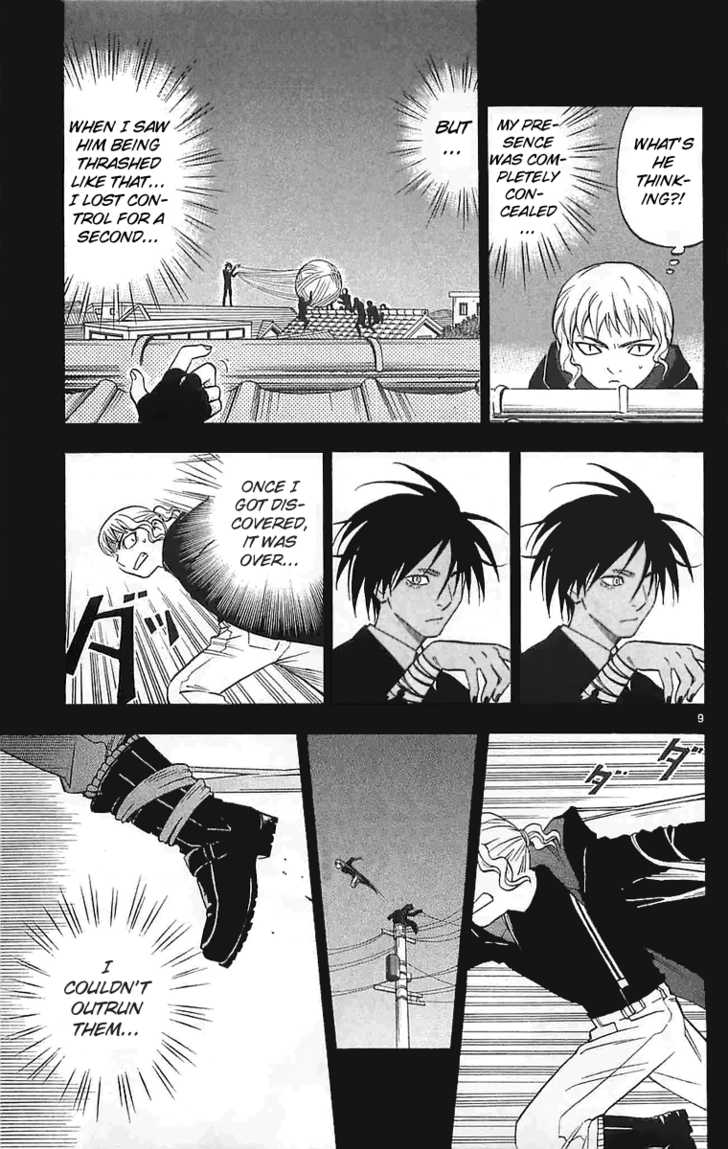 WHAT'S
HE
THINK-
ING?!
MY PRE-
SENCE
WAS COM-
PLETELY
CON-
CEALED
...
BUT
...
WHEN I SAW
HIM BEING
THRASHED
LIKE THAT...
I LOST CON-
TROL FOR A
SECOND...
ONCE I
GOT DIS-
COVERED,
IT WAS
OVER...
ダッ
9
ダ
ダ
I
COULDN'T
OUTRUN
THEM...